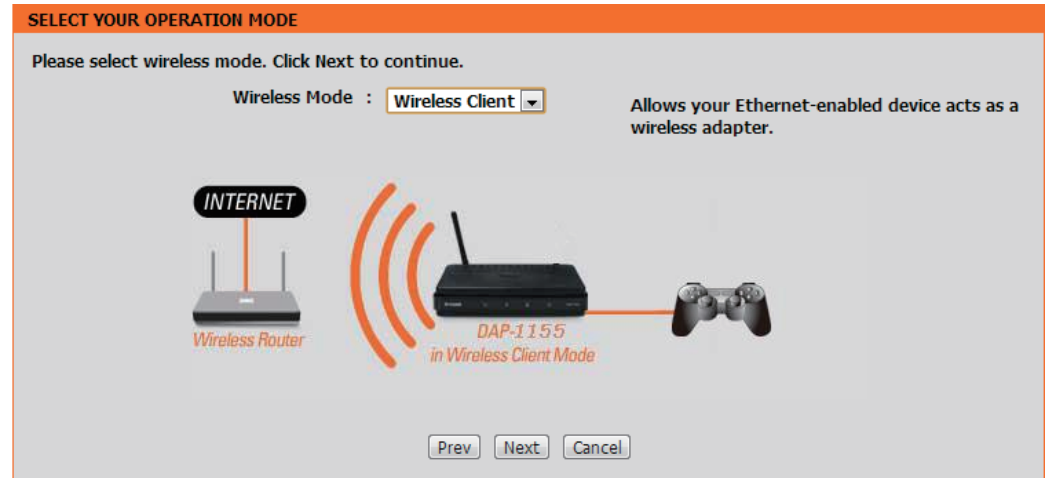 SELECT YOUR OPERATION MODE
Please select wireless mode. Click Next to continue.
Wireless Mode : Wireless Client
Allows your Ethernet-enabled device acts as a
wireless adapter.
INTERNET
Wireless Router
DAP-1155
in Wireless Client Mode
Prev Next Cancel